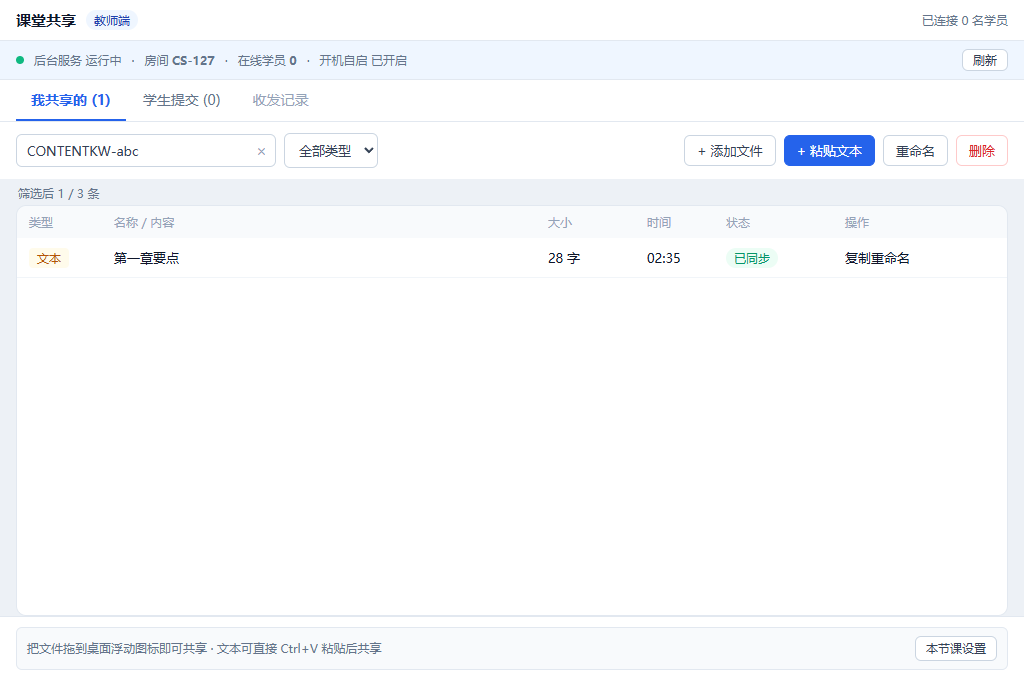 课堂共享 教师端 已连接 0 名学员
后台服务 运行中 · 房间 CS-127 · 在线学员 0 · 开机自启 已开启 刷新
我共享的 (1) 学生提交 (0) 收发记录
CONTENTKW-abc × 全部类型 + 添加文件 + 粘贴文本 重命名 删除
筛选后 1 / 3 条
类型 名称 / 内容 大小 时间 状态 操作
文本 第一章要点 28 字 02:35 已同步 复制重命名
把文件拖到桌面浮动图标即可共享 · 文本可直接 Ctrl+V 粘贴后共享 本节课设置